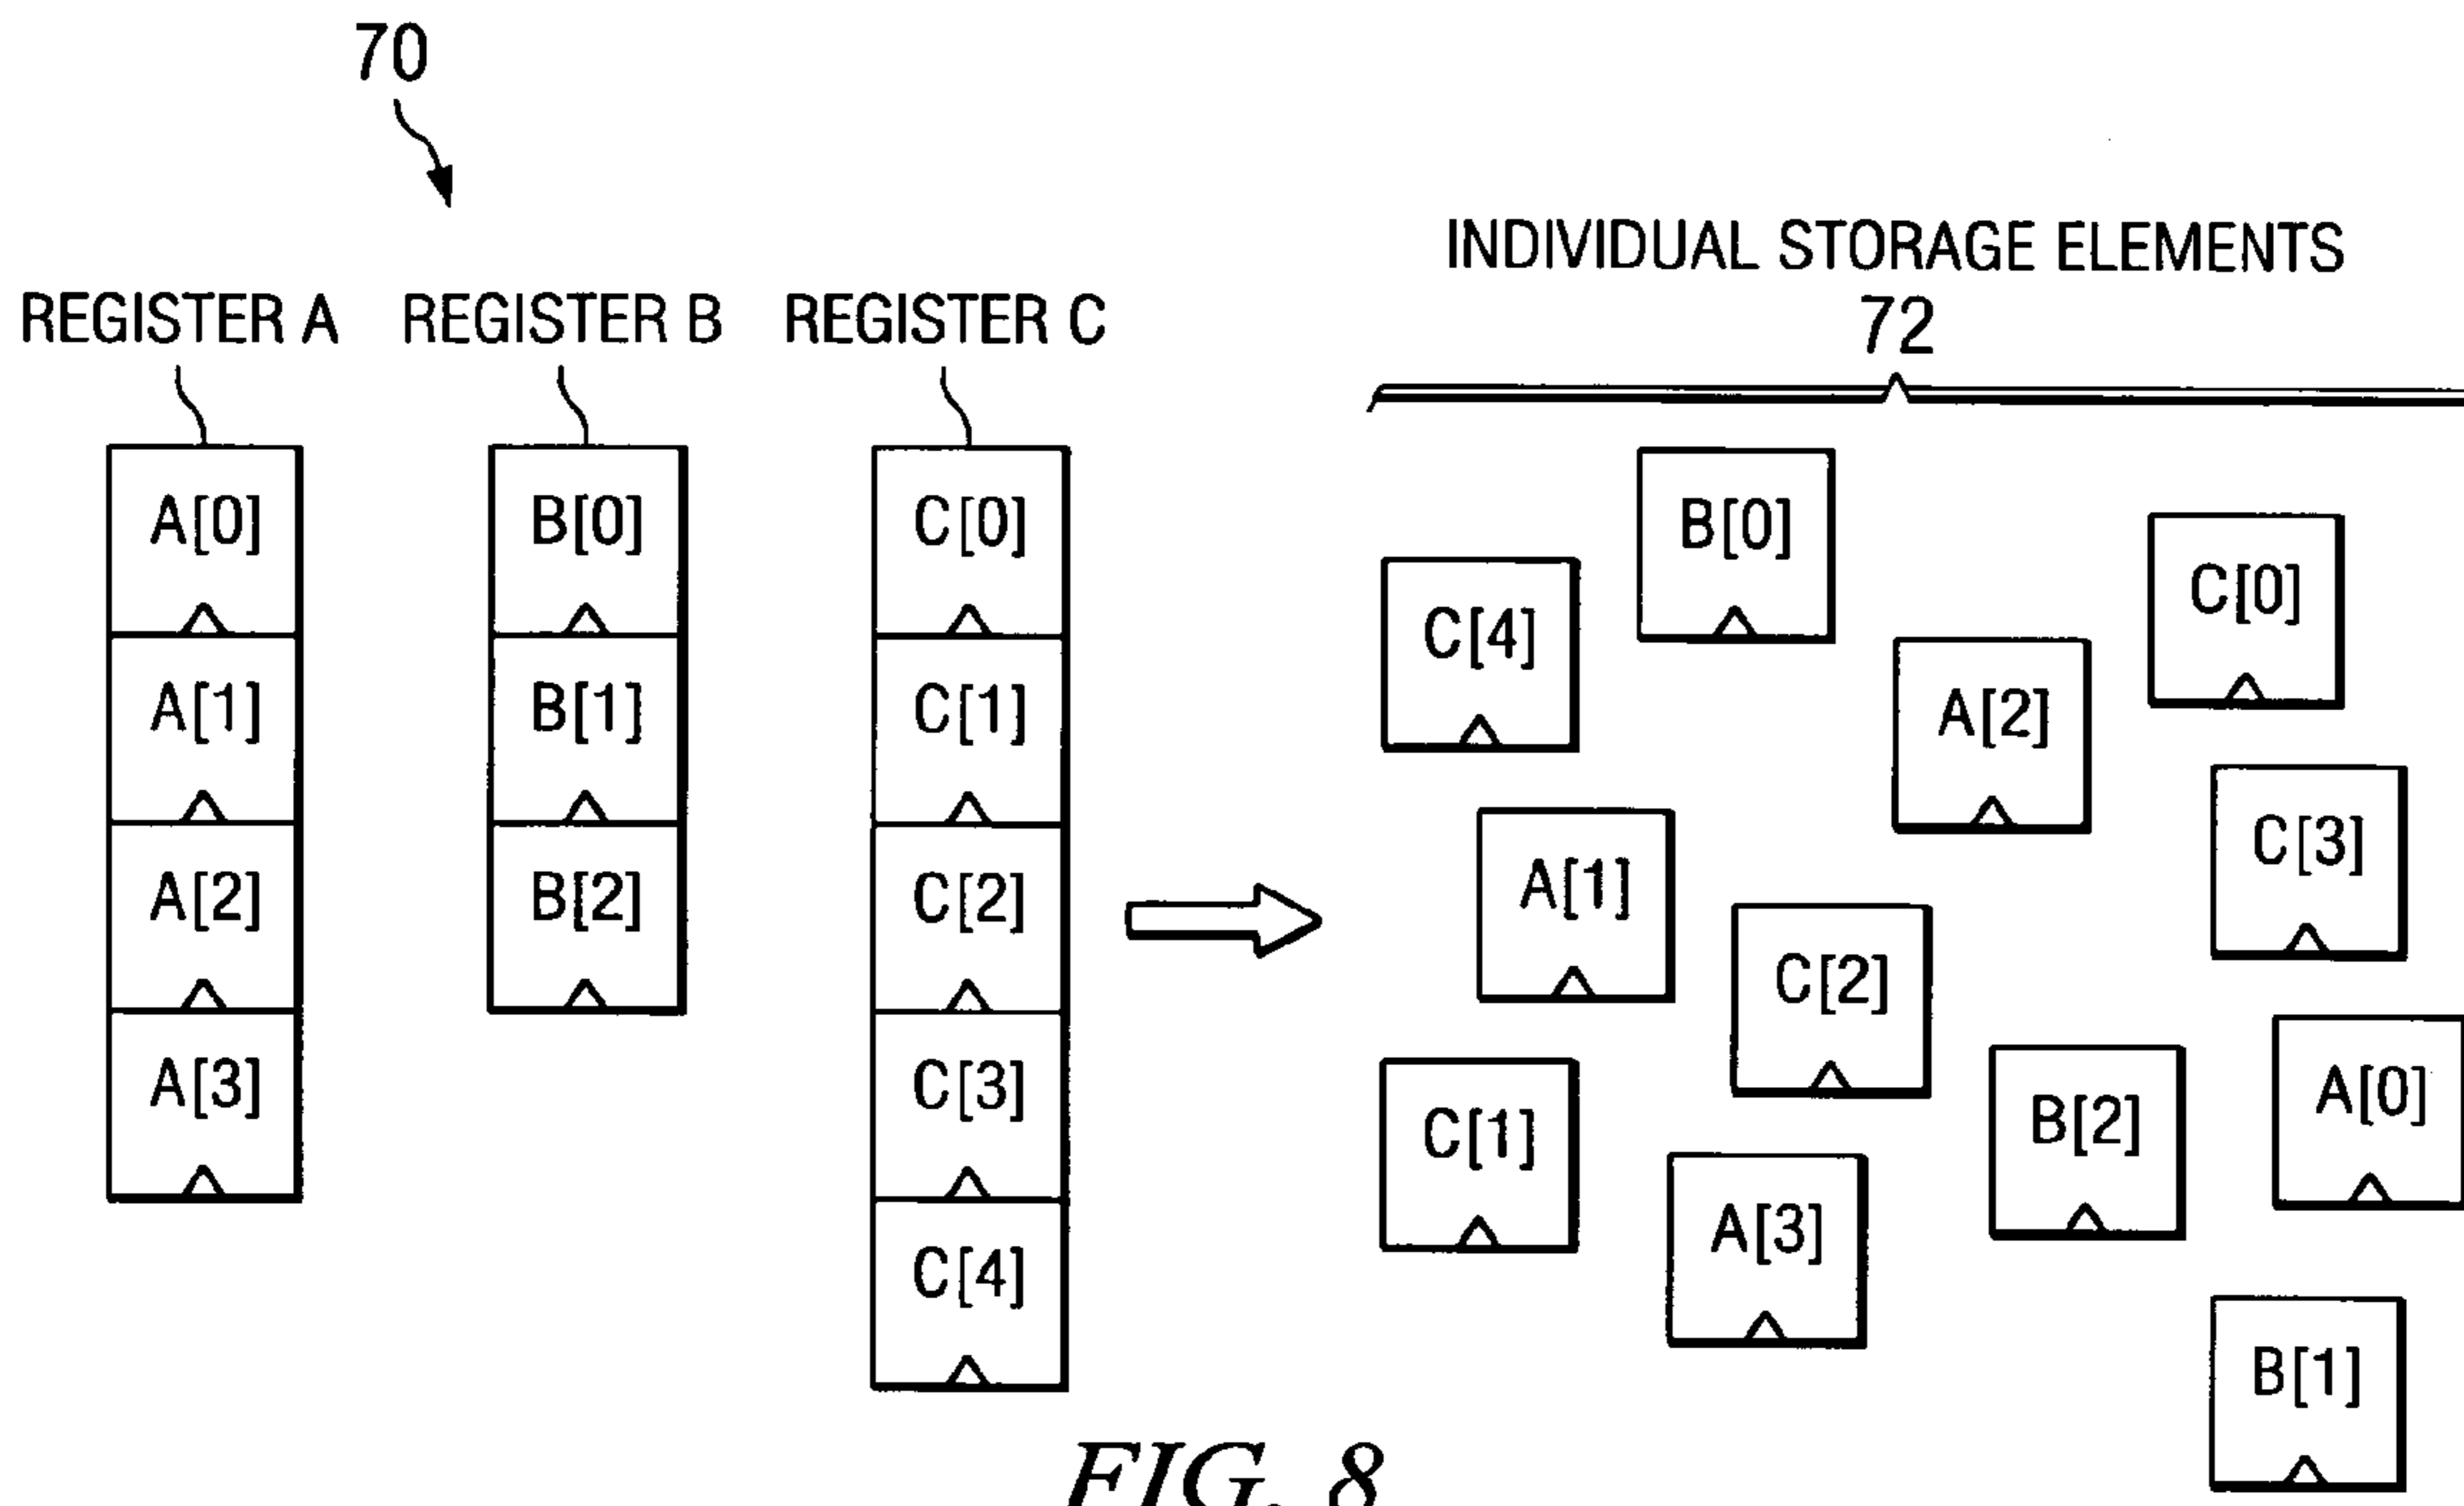 70
INDIVIDUAL STORAGE ELEMENTS
72
REGISTER A
REGISTER B
REGISTER C
A[0]
A[1]
A[2]
A[3]
B[0]
B[1]
B[2]
C[0]
C[1]
C[2]
C[3]
C[4]
B[0]
C[0]
C[4]
A[2]
C[3]
A[1]
C[2]
A[0]
B[2]
C[1]
A[3]
B[1]
FIG. 8